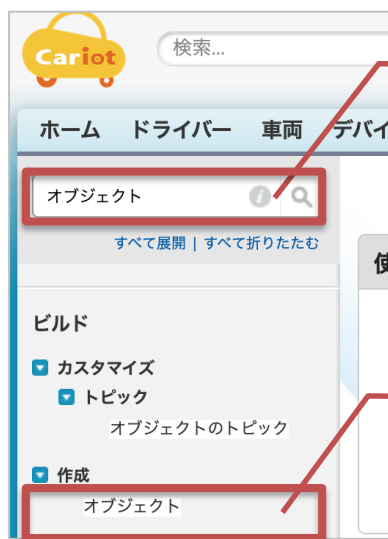 Cariot
検索...
ホーム ドライバー 車両 デバイ
オブジェクト
すべて展開 | すべて折りたたむ
使
ビルド
カスタマイズ
トピック
オブジェクトのトピック
作成
オブジェクト